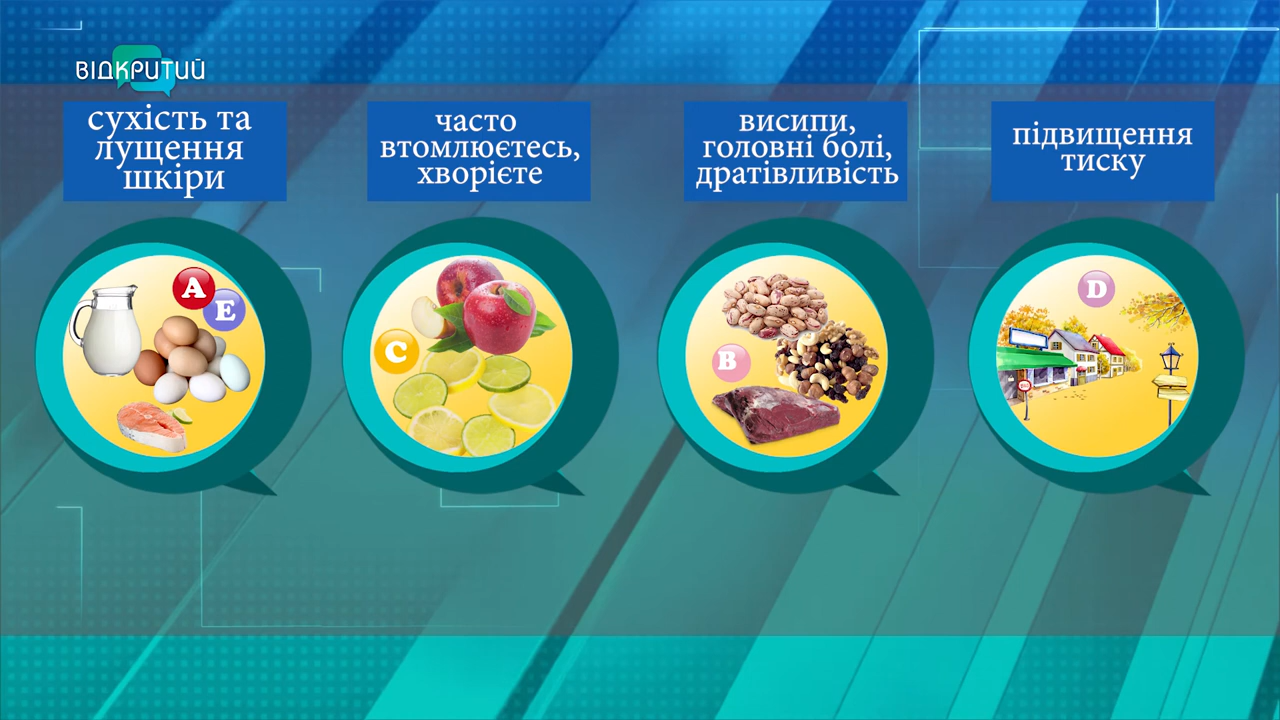 ВІДКРИТИЙ
сухість та
лущення
шкіри
часто
втомлюєтесь,
хворієте
висипи,
головні болі,
дратівливість
підвищення
тиску
A
E
C
B
D